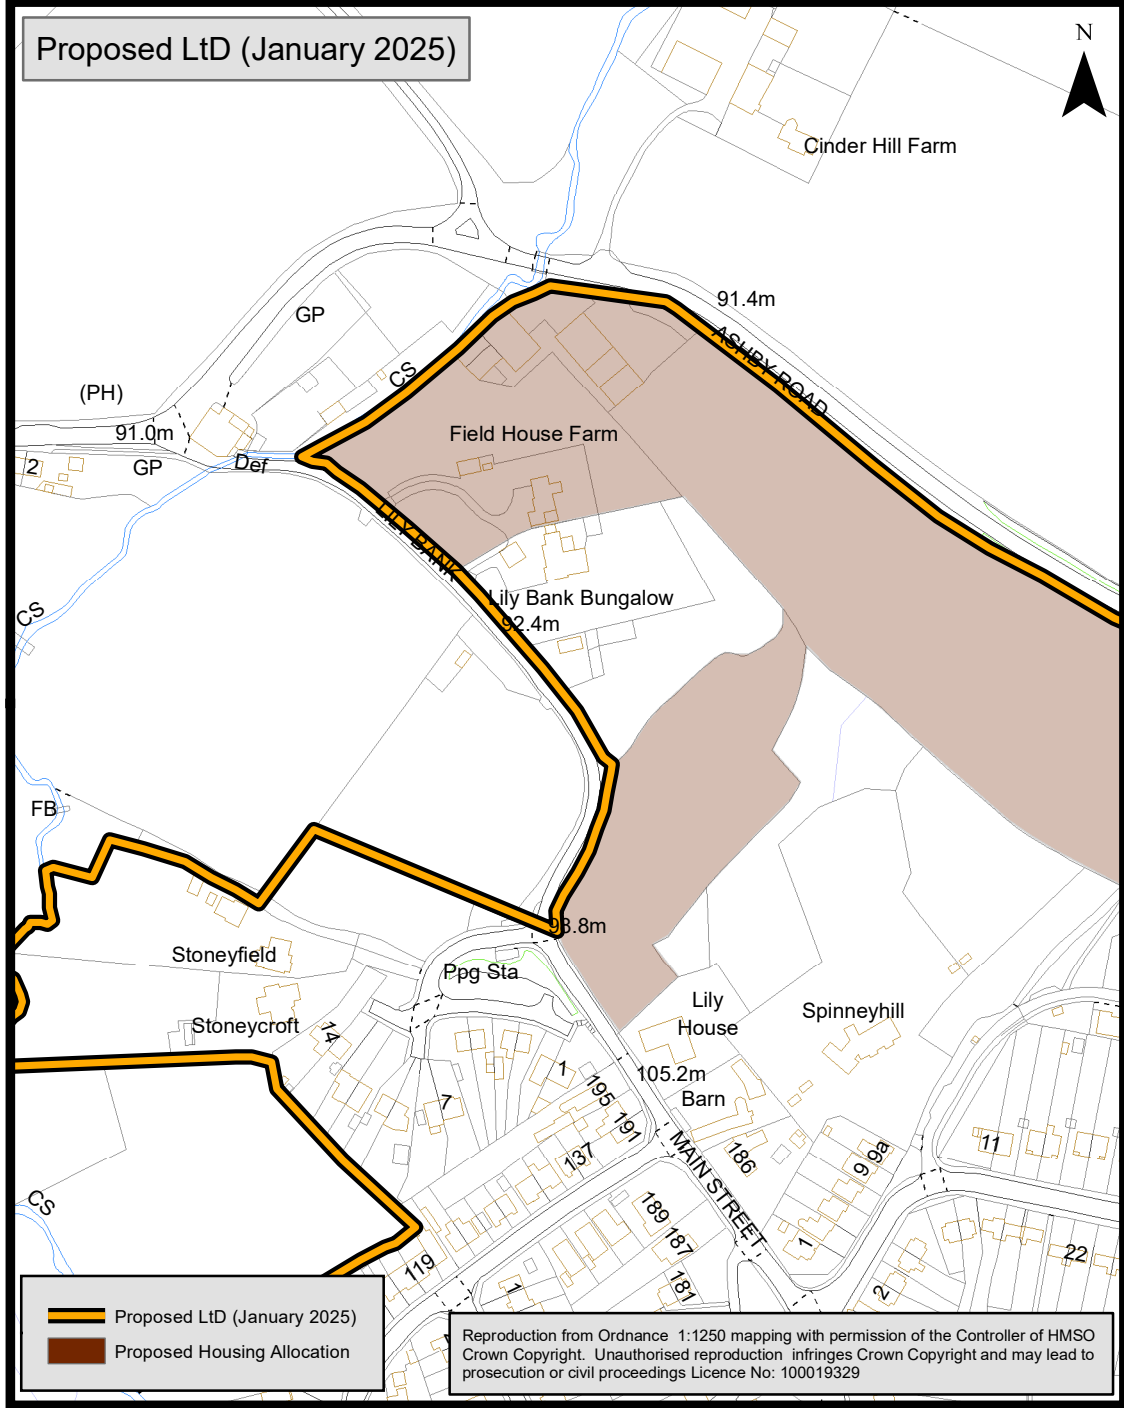 Proposed LtD (January 2025)
N
Cinder Hill Farm
91.4m
GP
ASHBY ROAD
CS
(PH)
91.0m
Field House Farm
2
GP
Def
LILY BANK
Lily Bank Bungalow
92.4m
CS
FB
93.8m
Stoneyfield
Ppg Sta
Lily
House
Spinneyhill
Stoneycroft
14
1
105.2m
195
Barn
7
191
11
137
186
9
9a
MAIN STREET
CS
189
187
1
22
119
181
1
2
Proposed LtD (January 2025)
Proposed Housing Allocation
Reproduction from Ordnance 1:1250 mapping with permission of the Controller of HMSO
Crown Copyright. Unauthorised reproduction infringes Crown Copyright and may lead to
prosecution or civil proceedings Licence No: 100019329